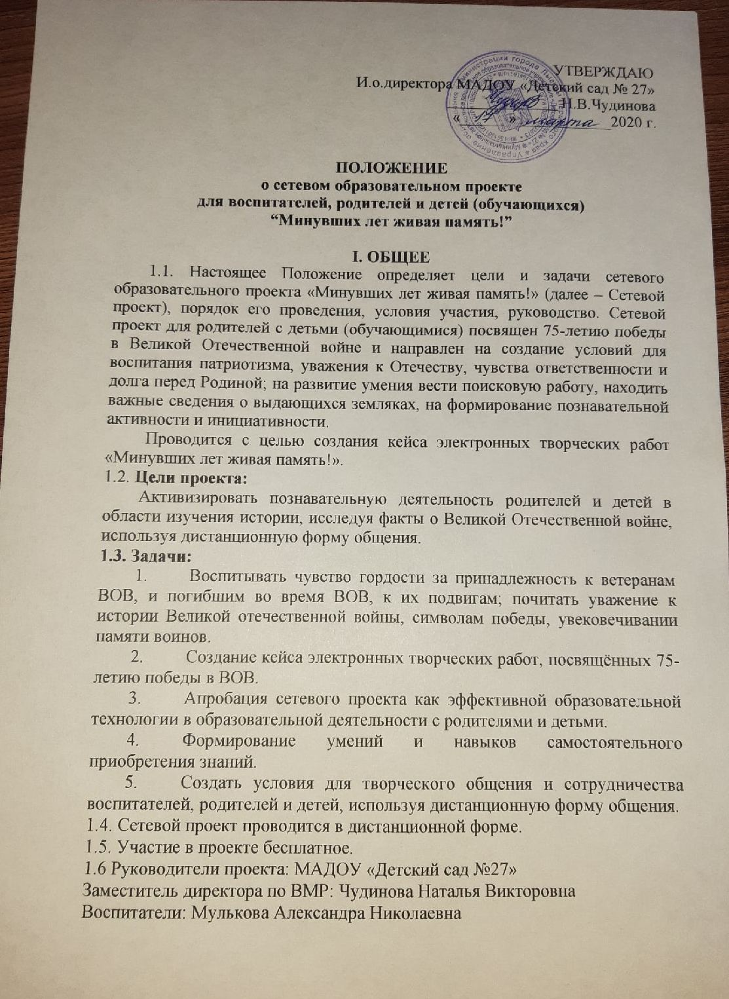 УТВЕРЖДАЮ
И.о.директора МАДОУ «Детский сад № 27»
Н.В.Чудинова
« 17 » марта 2020 г.
ПОЛОЖЕНИЕ
о сетевом образовательном проекте
для воспитателей, родителей и детей (обучающихся)
“Минувших лет живая память!”
I. ОБЩЕЕ
1.1. Настоящее Положение определяет цели и задачи сетевого
образовательного проекта «Минувших лет живая память!» (далее – Сетевой
проект), порядок его проведения, условия участия, руководство. Сетевой
проект для родителей с детьми (обучающимися) посвящен 75-летию победы
в Великой Отечественной войне и направлен на создание условий для
воспитания патриотизма, уважения к Отечеству, чувства ответственности и
долга перед Родиной; на развитие умения вести поисковую работу, находить
важные сведения о выдающихся земляках, на формирование познавательной
активности и инициативности.
Проводится с целью создания кейса электронных творческих работ
«Минувших лет живая память!».
1.2. Цели проекта:
Активизировать познавательную деятельность родителей и детей в
области изучения истории, исследуя факты о Великой Отечественной войне,
используя дистанционную форму общения.
1.3. Задачи:
1. Воспитывать чувство гордости за принадлежность к ветеранам
ВОВ, и погибшим во время ВОВ, к их подвигам; почитать уважение к
истории Великой отечественной войны, символам победы, увековечивании
памяти воинов.
2. Создание кейса электронных творческих работ, посвящённых 75-
летию победы в ВОВ.
3. Апробация сетевого проекта как эффективной образовательной
технологии в образовательной деятельности с родителями и детьми.
4. Формирование умений и навыков самостоятельного
приобретения знаний.
5. Создать условия для творческого общения и сотрудничества
воспитателей, родителей и детей, используя дистанционную форму общения.
1.4. Сетевой проект проводится в дистанционной форме.
1.5. Участие в проекте бесплатное.
1.6 Руководители проекта: МАДОУ «Детский сад №27»
Заместитель директора по ВМР: Чудинова Наталья Викторовна
Воспитатели: Мулькова Александра Николаевна